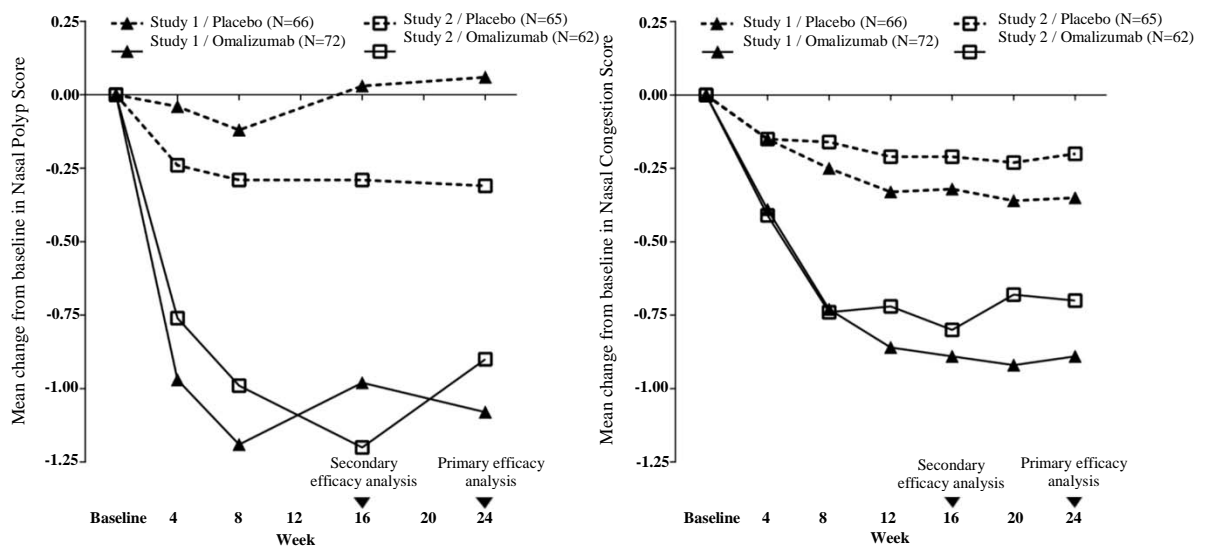 0.25
0.00
-0.25
-0.50
-0.75
-1.00
-1.25
Mean change from baseline in Nasal Polyp Score
Study 1 / Placebo (N=66)
Study 1 / Omalizumab (N=72)
Study 2 / Placebo (N=65)
Study 2 / Omalizumab (N=62)
Secondary
efficacy analysis
Primary efficacy
analysis
Baseline 4 8 12 16 20 24
Week
0.25
0.00
-0.25
-0.50
-0.75
-1.00
-1.25
Mean change from baseline in Nasal Congestion Score
Study 1 / Placebo (N=66)
Study 1 / Omalizumab (N=72)
Study 2 / Placebo (N=65)
Study 2 / Omalizumab (N=62)
Secondary
efficacy analysis
Primary efficacy
analysis
Baseline 4 8 12 16 20 24
Week